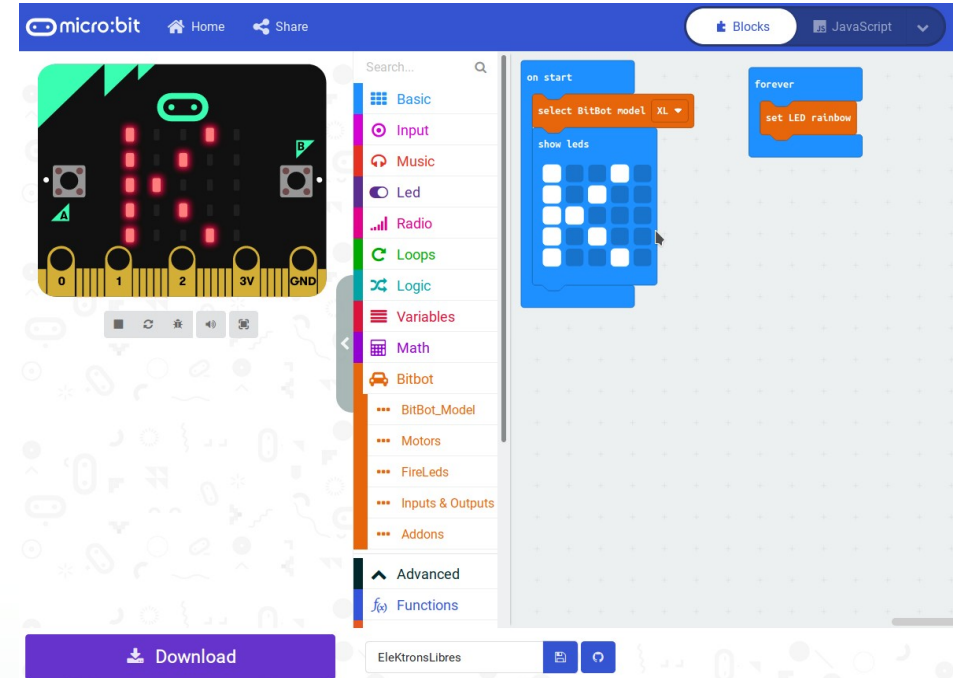 micro:bit
Home
Share
Blocks
JS
JavaScript
Search...
Basic
Input
Music
Led
Radio
Loops
Logic
Variables
Math
Bitbot
BitBot_Model
Motors
FireLeds
Inputs & Outputs
Addons
Advanced
f(x) Functions
A
B
0 1 2 3V GND
on start
select BitBot model XL
show leds
forever
set LED rainbow
Download
EleKtronsLibres